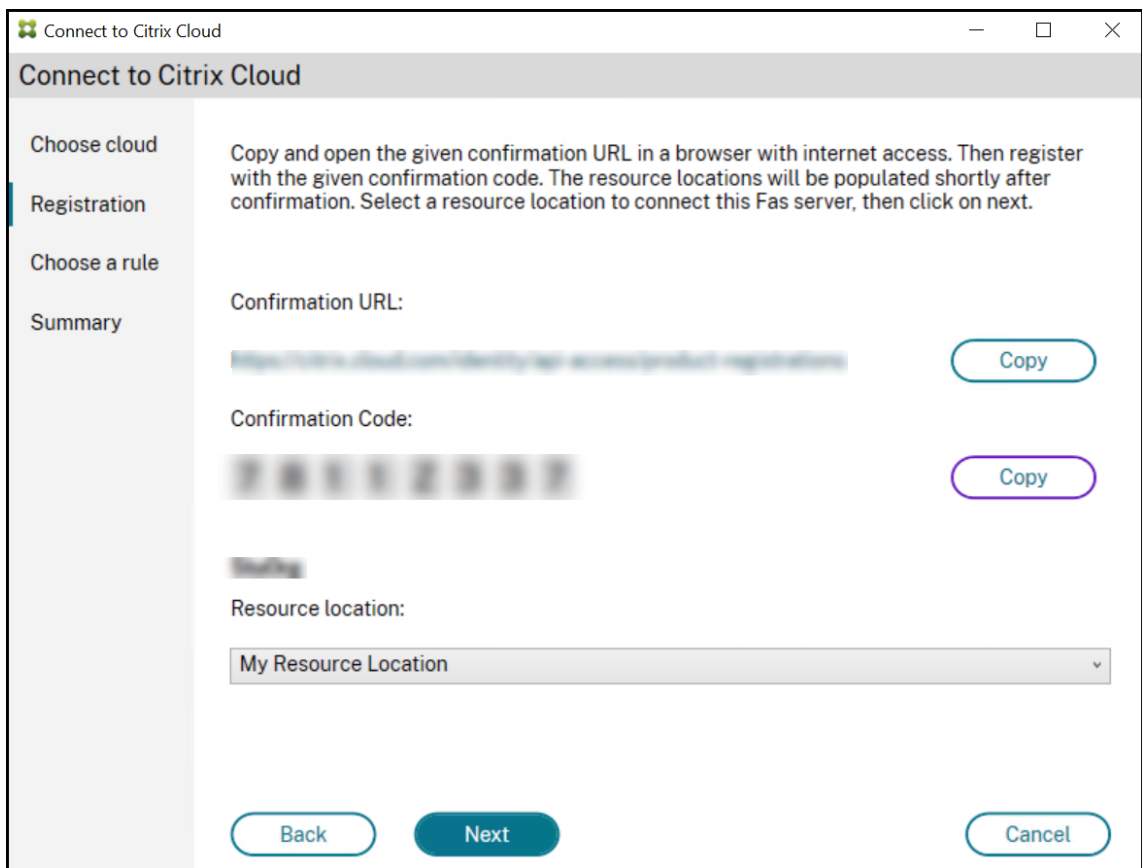 Connect to Citrix Cloud
Connect to Citrix Cloud
Choose cloud
Registration
Choose a rule
Summary
Copy and open the given confirmation URL in a browser with internet access. Then register
with the given confirmation code. The resource locations will be populated shortly after
confirmation. Select a resource location to connect this Fas server, then click on next.
Confirmation URL:
Copy
Confirmation Code:
Copy
Resource location:
My Resource Location
Back
Next
Cancel